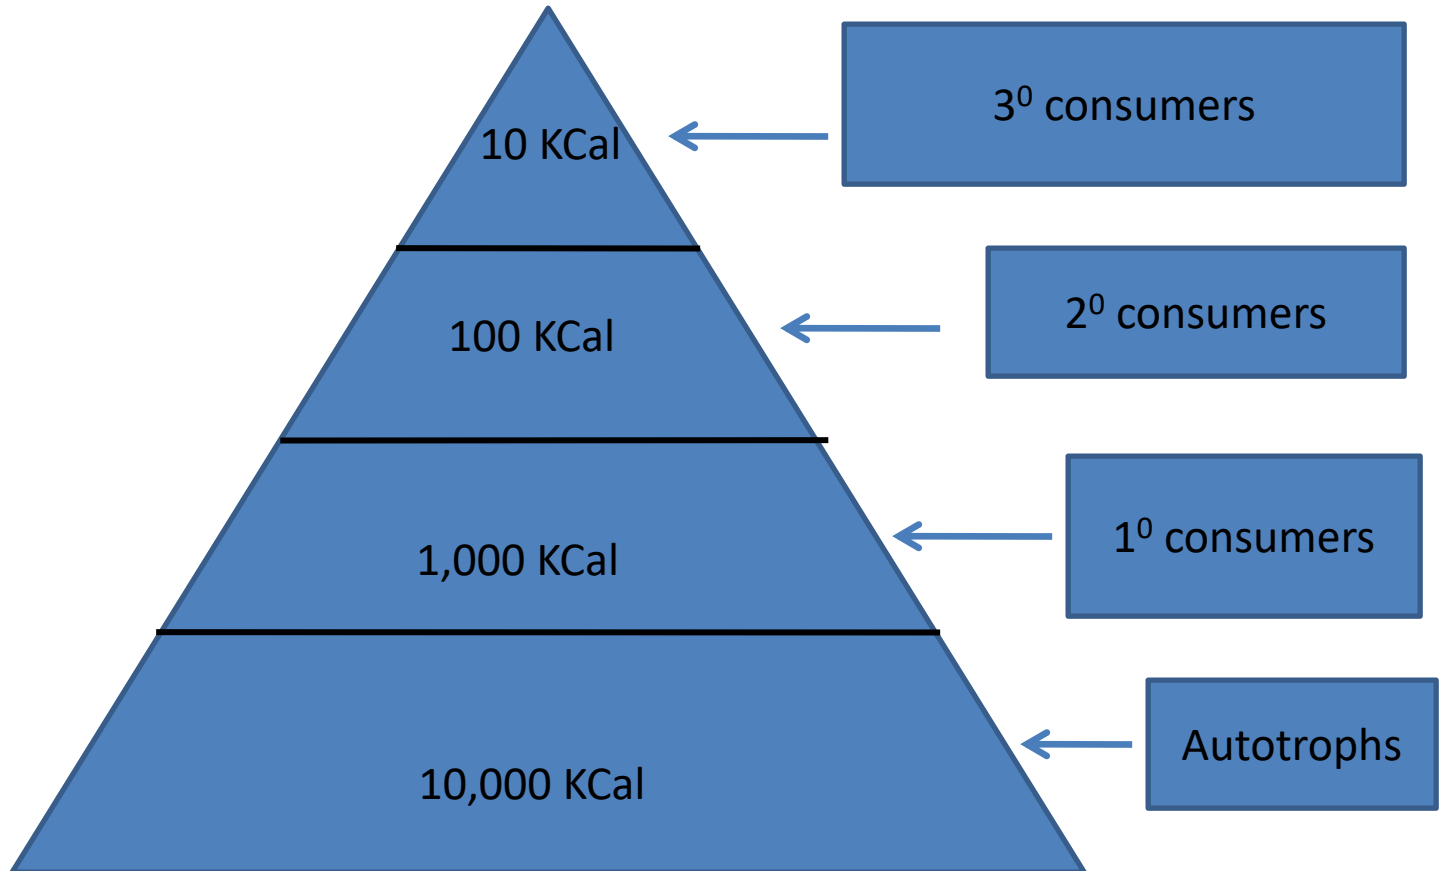 10 KCal
3⁰ consumers
100 KCal
2⁰ consumers
1,000 KCal
1⁰ consumers
10,000 KCal
Autotrophs